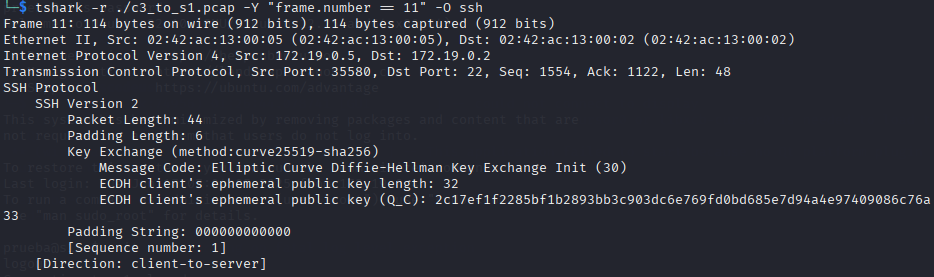 $ tshark -r ./c3_to_s1.pcap -Y "frame.number == 11" -O ssh
Frame 11: 114 bytes on wire (912 bits), 114 bytes captured (912 bits)
Ethernet II, Src: 02:42:ac:13:00:05 (02:42:ac:13:00:05), Dst: 02:42:ac:13:00:02 (02:42:ac:13:00:02)
Internet Protocol Version 4, Src: 172.19.0.5, Dst: 172.19.0.2
Transmission Control Protocol, Src Port: 35580, Dst Port: 22, Seq: 1554, Ack: 1122, Len: 48
SSH Protocol
https://ubuntu.com/advantage
SSH Version 2
Packet Length: 44
Padding Length: 6
Key Exchange (method:curve25519-sha256)
Message Code: Elliptic Curve Diffie-Hellman Key Exchange Init (30)
ECDH client's ephemeral public key length: 32
ECDH client's ephemeral public key (Q_C): 2c17ef1f2285bf1b2893bb3c903dc6e769fd0bd685e7d94a4e97409086c76a
33
Padding String: 000000000000
[Sequence number: 1]
[Direction: client-to-server]